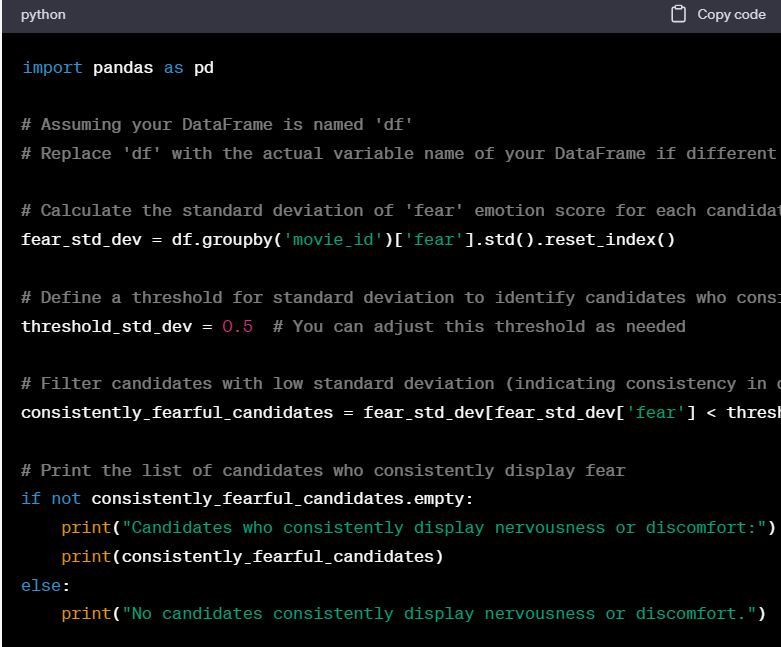 python Copy code
import pandas as pd
# Assuming your DataFrame is named 'df'
# Replace 'df' with the actual variable name of your DataFrame if different
# Calculate the standard deviation of 'fear' emotion score for each
fear_std_dev = df.groupby('movie_id')['fear'].std().reset_index()
# Define a threshold for standard deviation to identify candidates who
threshold_std_dev = 0.5  # You can adjust this threshold as needed
# Filter candidates with low standard deviation (indicating consistency in
consistently_fearful_candidates = fear_std_dev[fear_std_dev['fear'] <
# Print the list of candidates who consistently display fear
if not consistently_fearful_candidates.empty:
    print("Candidates who consistently display nervousness or discomfort:")
    print(consistently_fearful_candidates)
else:
    print("No candidates consistently display nervousness or discomfort.")